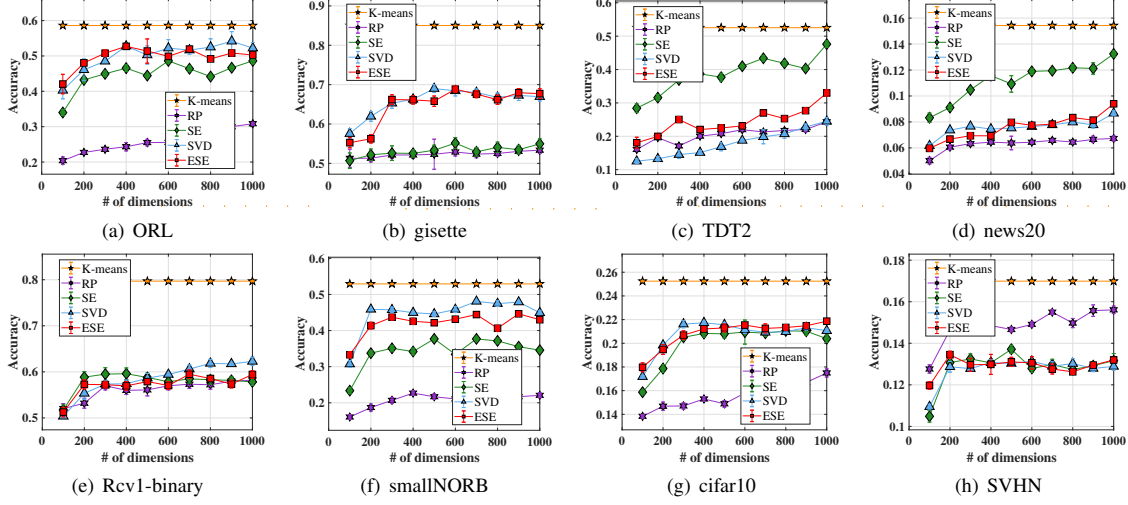 K-means
RP
SE
SVD
ESE
Accuracy
0.6
0.5
0.4
0.3
0.2
0 200 400 600 800 1000
# of dimensions
(a) ORL
K-means
RP
SE
SVD
ESE
Accuracy
0.9
0.8
0.7
0.6
0.5
0 200 400 600 800 1000
# of dimensions
(b) gisette
K-means
RP
SE
SVD
ESE
Accuracy
0.6
0.5
0.4
0.3
0.2
0.1
0 200 400 600 800 1000
# of dimensions
(c) TDT2
K-means
RP
SE
SVD
ESE
Accuracy
0.16
0.14
0.12
0.1
0.08
0.06
0.04
0 200 400 600 800 1000
# of dimensions
(d) news20
K-means
RP
SE
SVD
ESE
Accuracy
0.8
0.7
0.6
0.5
0 200 400 600 800 1000
# of dimensions
(e) Rcv1-binary
K-means
RP
SE
SVD
ESE
Accuracy
0.6
0.5
0.4
0.3
0.2
0 200 400 600 800 1000
# of dimensions
(f) smallNORB
K-means
RP
SE
SVD
ESE
Accuracy
0.26
0.24
0.22
0.2
0.18
0.16
0.14
0 200 400 600 800 1000
# of dimensions
(g) cifar10
K-means
RP
SE
SVD
ESE
Accuracy
0.18
0.16
0.14
0.12
0.1
0 200 400 600 800 1000
# of dimensions
(h) SVHN